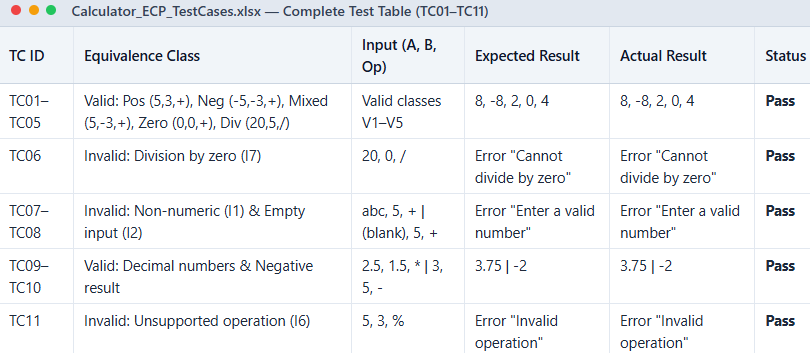 Calculator_ECP_TestCases.xlsx — Complete Test Table (TC01–TC11)
TC ID Equivalence Class Input (A, B, Op) Expected Result Actual Result Status
TC01–TC05 Valid: Pos (5,3,+), Neg (-5,-3,+), Mixed (5,-3,+), Zero (0,0,+), Div (20,5,/) Valid classes V1–V5 8, -8, 2, 0, 4 8, -8, 2, 0, 4 Pass
TC06 Invalid: Division by zero (I7) 20, 0, / Error "Cannot divide by zero" Error "Cannot divide by zero" Pass
TC07–TC08 Invalid: Non-numeric (I1) & Empty input (I2) abc, 5, + | (blank), 5, + Error "Enter a valid number" Error "Enter a valid number" Pass
TC09–TC10 Valid: Decimal numbers & Negative result 2.5, 1.5, * | 3, 5, - 3.75 | -2 3.75 | -2 Pass
TC11 Invalid: Unsupported operation (I6) 5, 3, % Error "Invalid operation" Error "Invalid operation" Pass